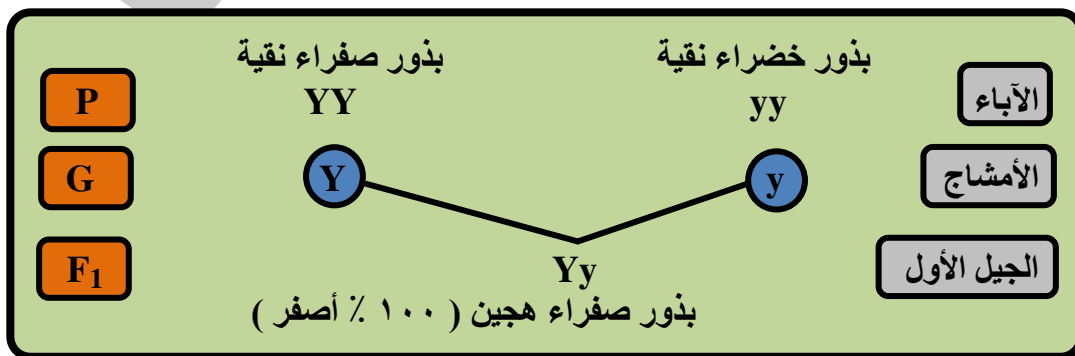 بذور خضراء نقية بذور صفراء نقية
الآباء yy YY P
الأمشاج y Y G
الجيل الأول Yy F₁
بذور صفراء هجين ( ١٠٠ ٪ أصفر )